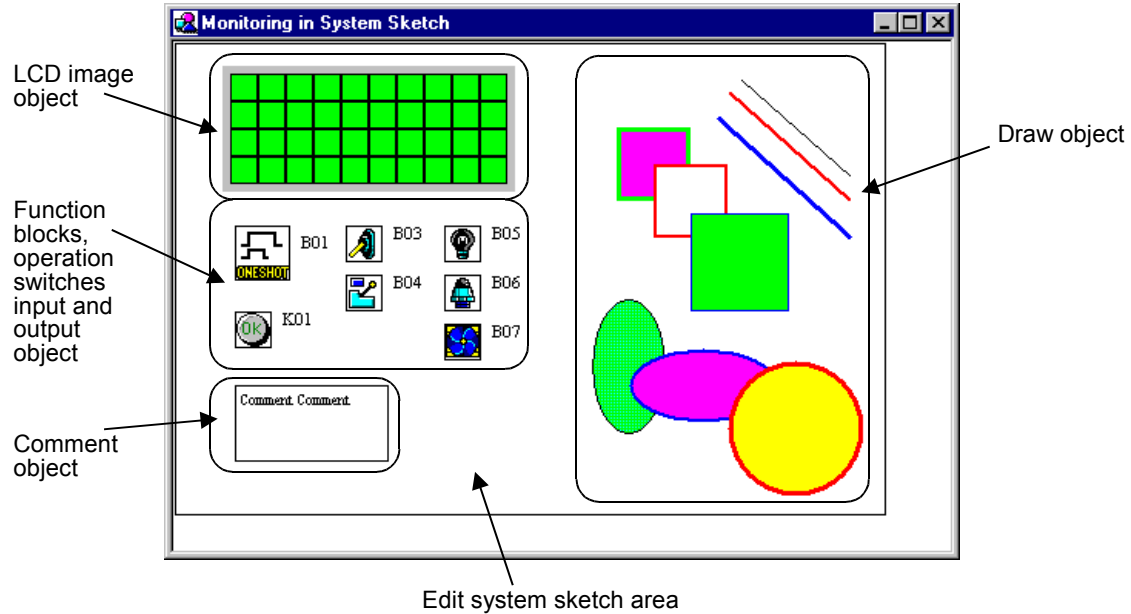 Monitoring in System Sketch
LCD image
object
Draw object
Function
blocks,
operation
switches
input and
output
object
B01
B03
B05
ONESHOT
B04
B06
OK
K01
B07
Comment Comment
Comment
object
Edit system sketch area